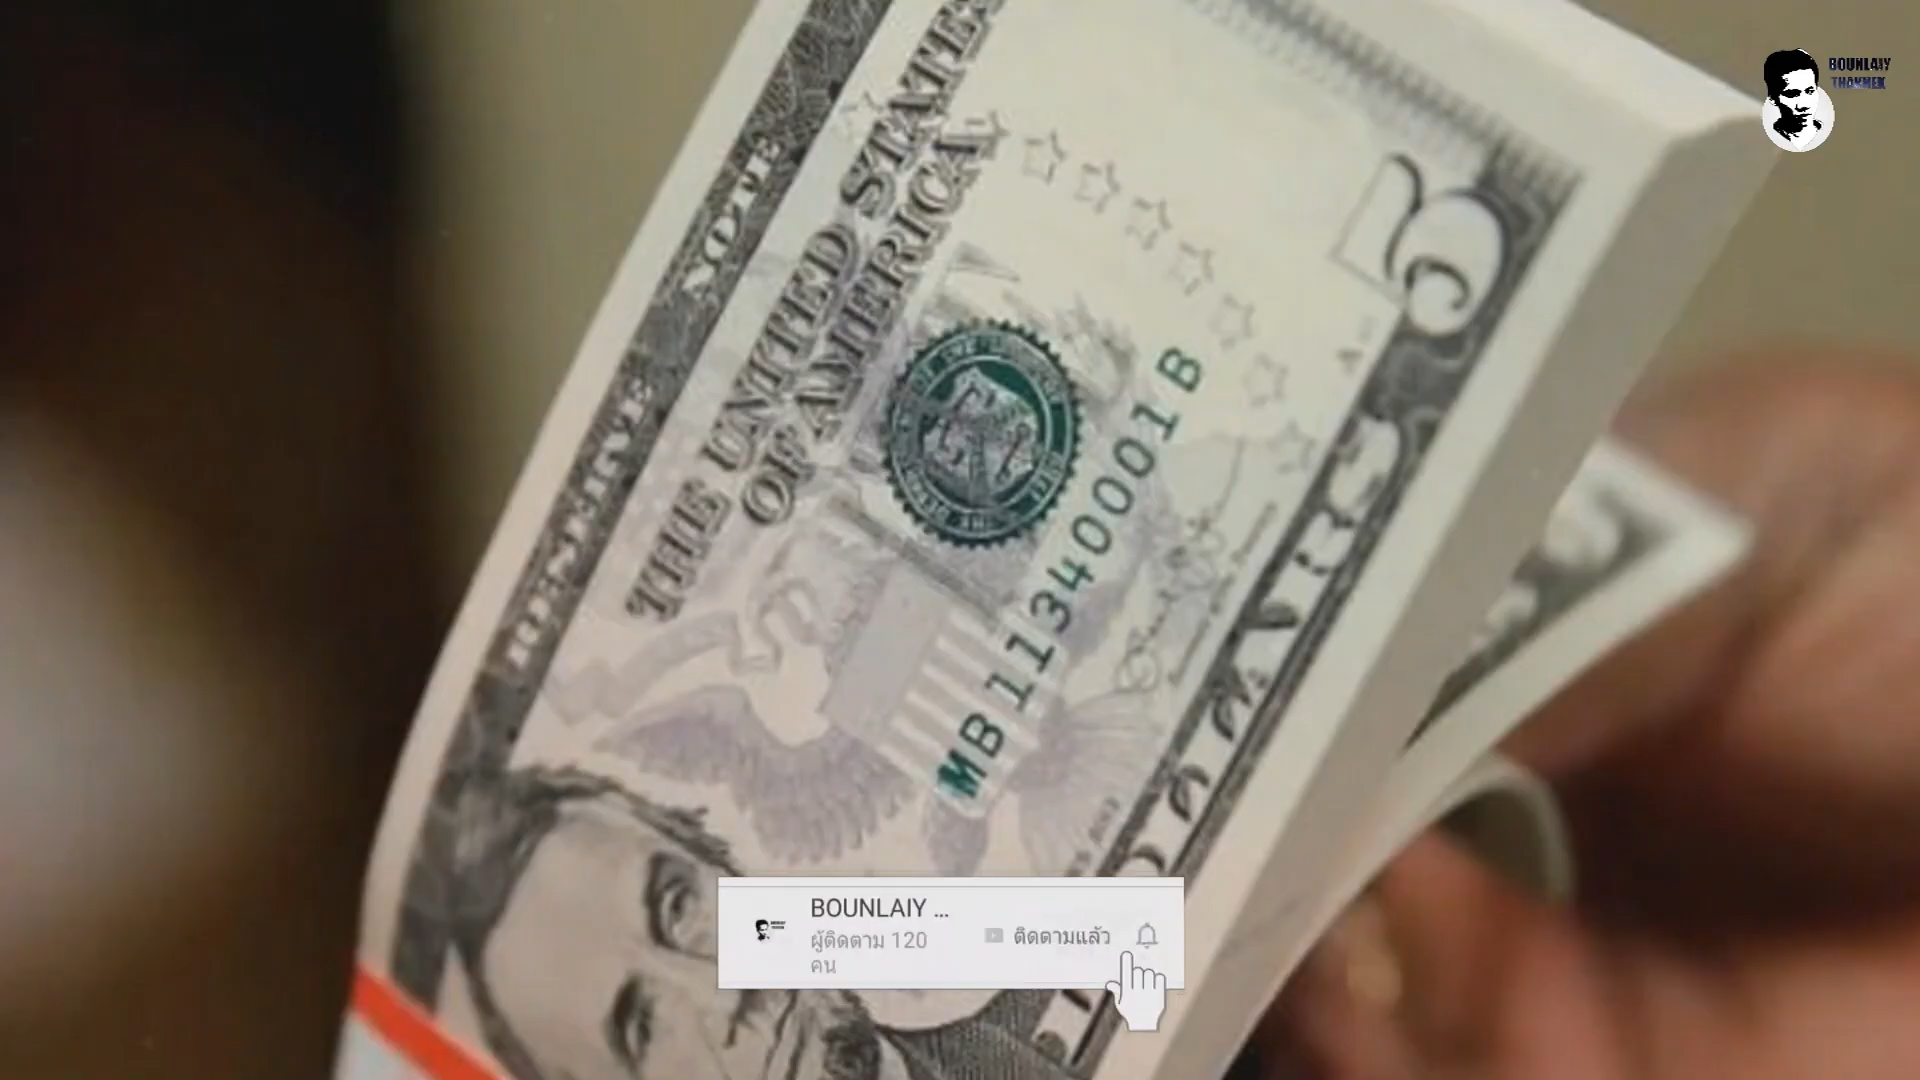 BOUNLAIY
THAKHEK
RESERVE NOTE
THE UNITED STATES
OF AMERICA
5
MB 11340001 B
BOUNLAIY ...
ผู้ติดตาม 120
คน
ติดตามแล้ว